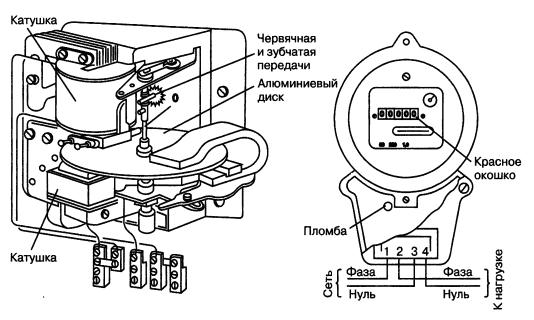 Катушка
Червячная
и зубчатая
передачи
Алюминиевый
диск
Катушка
00000
Красное
окошко
Пломба
1 2 3 4
Сеть
Фаза
Нуль
Фаза
Нуль
К нагрузке